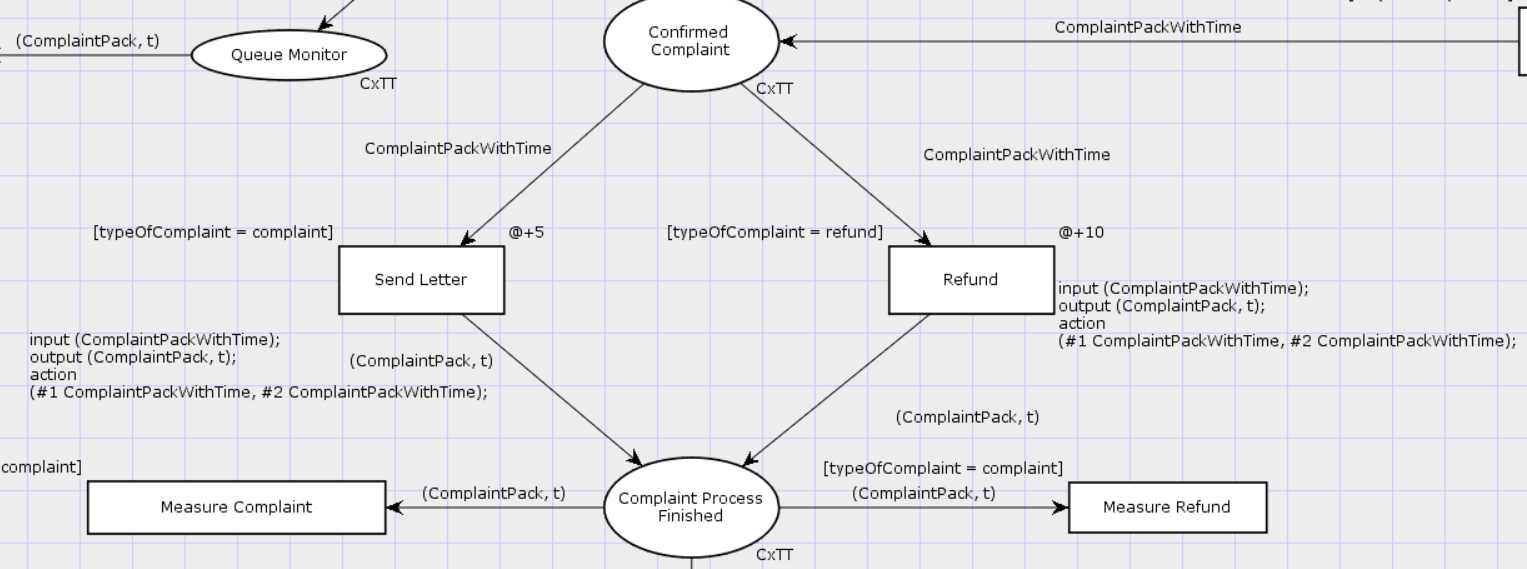 (ComplaintPack, t)
Queue Monitor
CxTT
Confirmed
Complaint
CxTT
ComplaintPackWithTime
ComplaintPackWithTime
ComplaintPackWithTime
[typeOfComplaint = complaint]
@+5
Send Letter
[typeOfComplaint = refund]
@+10
Refund
input (ComplaintPackWithTime);
output (ComplaintPack, t);
action
(#1 ComplaintPackWithTime, #2 ComplaintPackWithTime);
input (ComplaintPackWithTime);
output (ComplaintPack, t);
action
(#1 ComplaintPackWithTime, #2 ComplaintPackWithTime);
(ComplaintPack, t)
(ComplaintPack, t)
complaint]
Measure Complaint
(ComplaintPack, t)
Complaint Process
Finished
CxTT
[typeOfComplaint = complaint]
(ComplaintPack, t)
Measure Refund